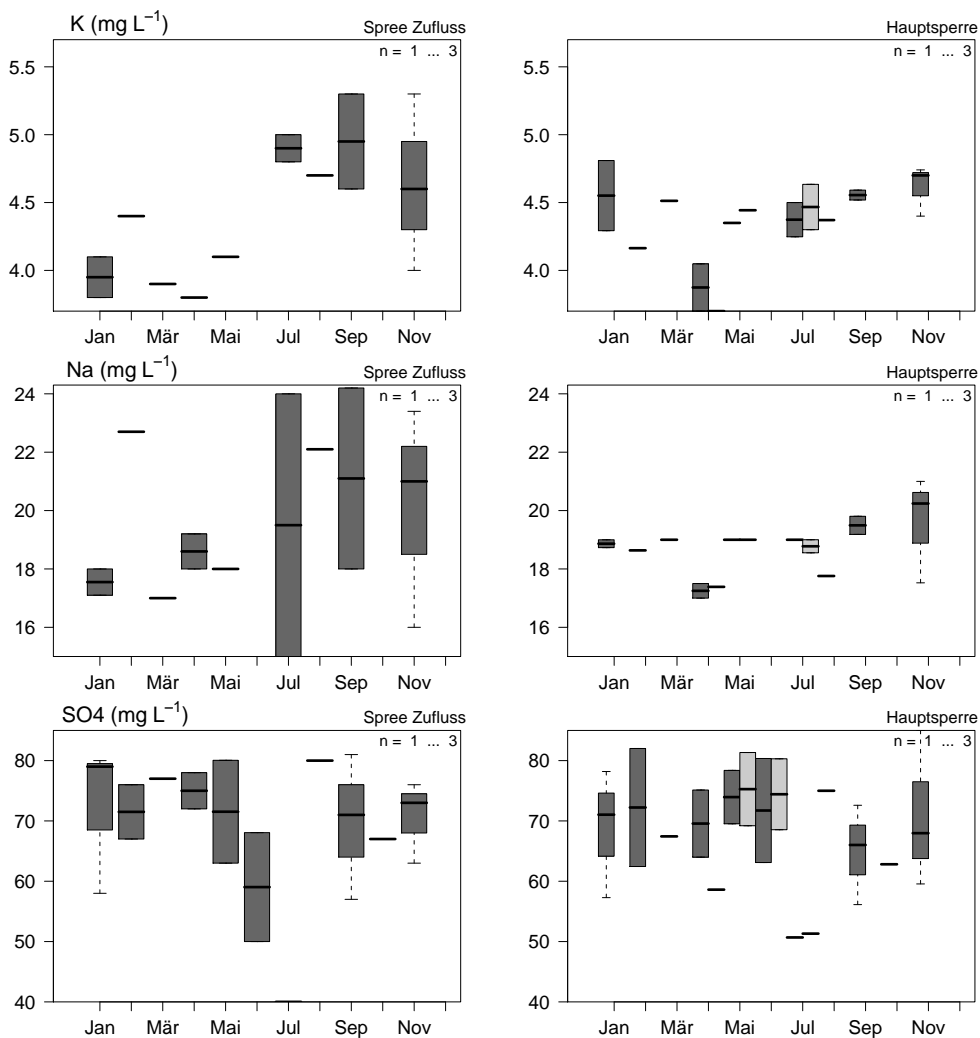 K (mg L⁻¹)
Spree Zufluss
n = 1 ... 3
5.5
5.0
4.5
4.0
Jan Mär Mai Jul Sep Nov
Hauptsperre
n = 1 ... 3
5.5
5.0
4.5
4.0
Jan Mär Mai Jul Sep Nov
Na (mg L⁻¹)
Spree Zufluss
n = 1 ... 3
24
22
20
18
16
Jan Mär Mai Jul Sep Nov
Hauptsperre
n = 1 ... 3
24
22
20
18
16
Jan Mär Mai Jul Sep Nov
SO4 (mg L⁻¹)
Spree Zufluss
n = 1 ... 3
80
70
60
50
40
Jan Mär Mai Jul Sep Nov
Hauptsperre
n = 1 ... 3
80
70
60
50
40
Jan Mär Mai Jul Sep Nov